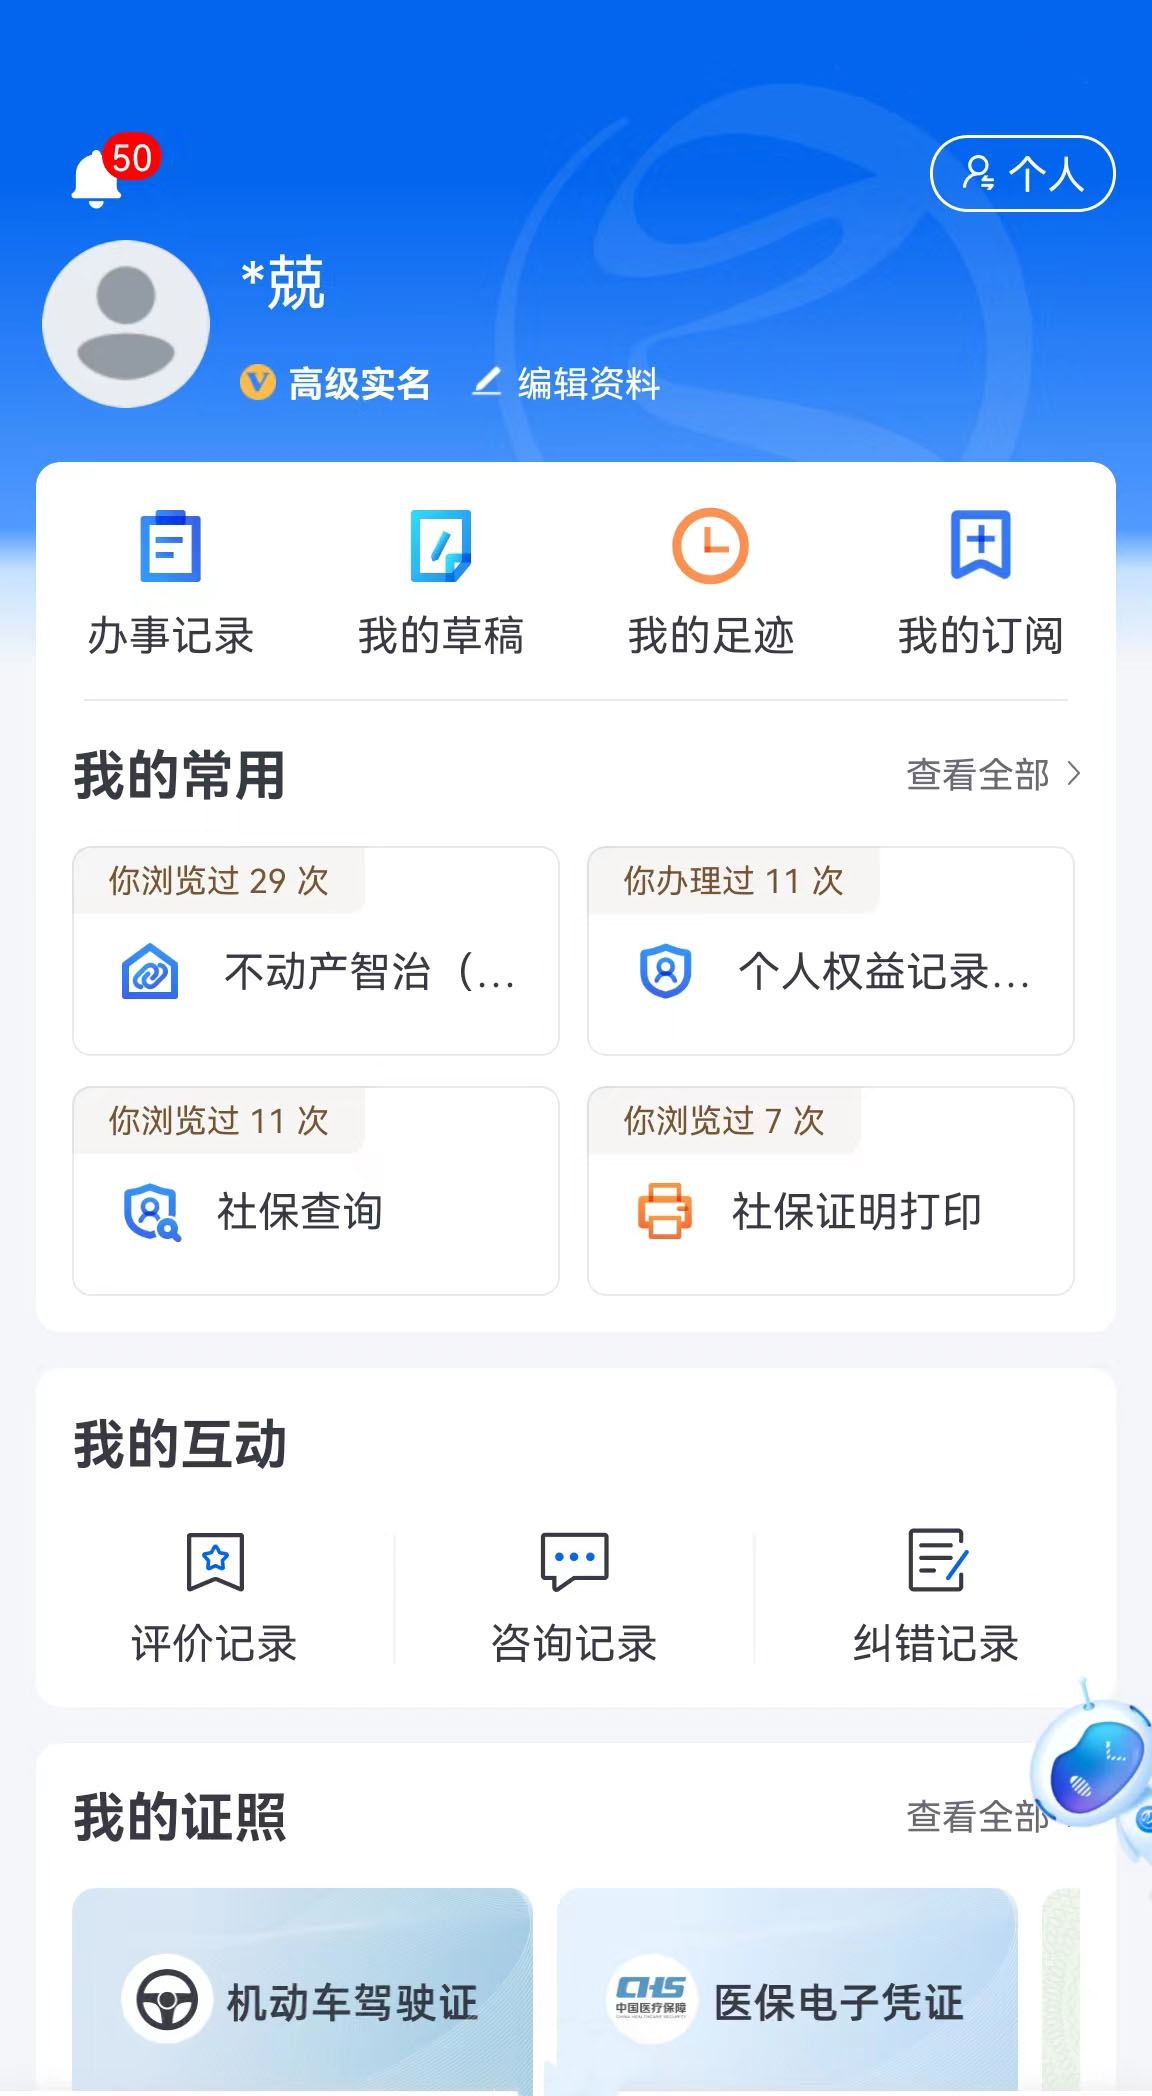 50
个人
*兢
高级实名
编辑资料
办事记录
我的草稿
我的足迹
我的订阅
我的常用
查看全部
你浏览过 29 次
你办理过 11 次
不动产智治（...
个人权益记录...
你浏览过 11 次
你浏览过 7 次
社保查询
社保证明打印
我的互动
评价记录
咨询记录
纠错记录
我的证照
查看全部
机动车驾驶证
CHS
中国医疗保障
CHINA HEALTHCARE SECURITY
医保电子凭证